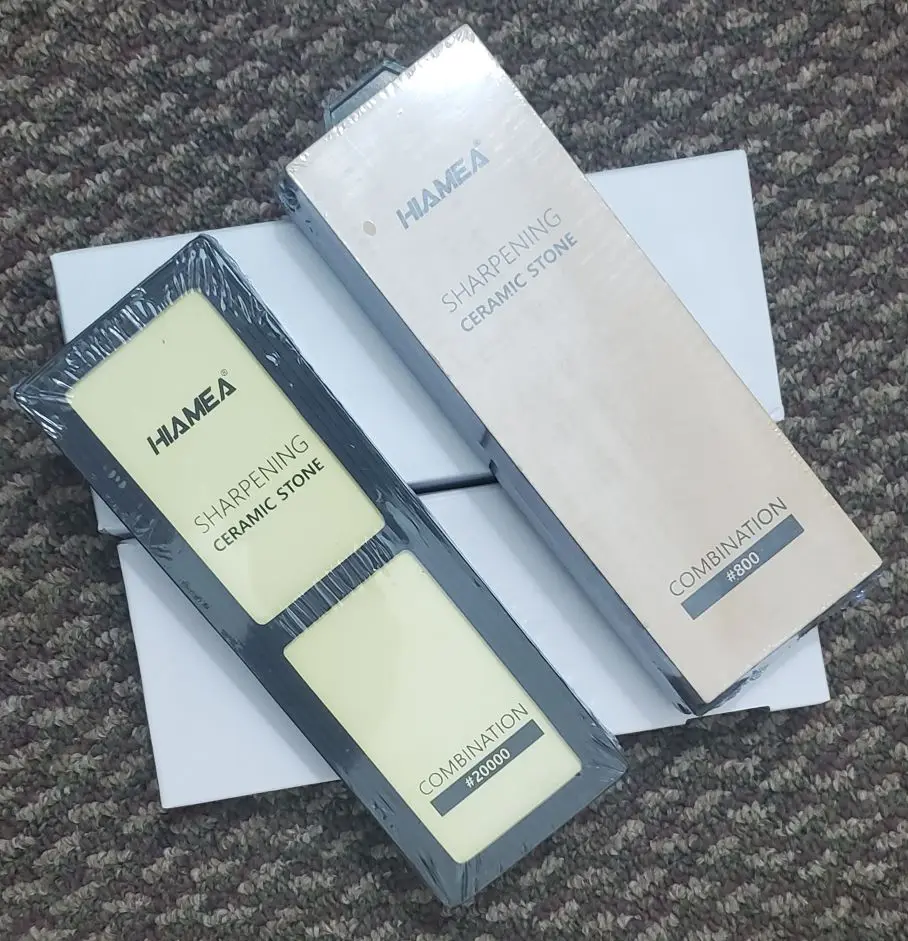 HIAMEA®
SHARPENING
CERAMIC STONE
COMBINATION
#20000
HIAMEA®
SHARPENING
CERAMIC STONE
COMBINATION
#800